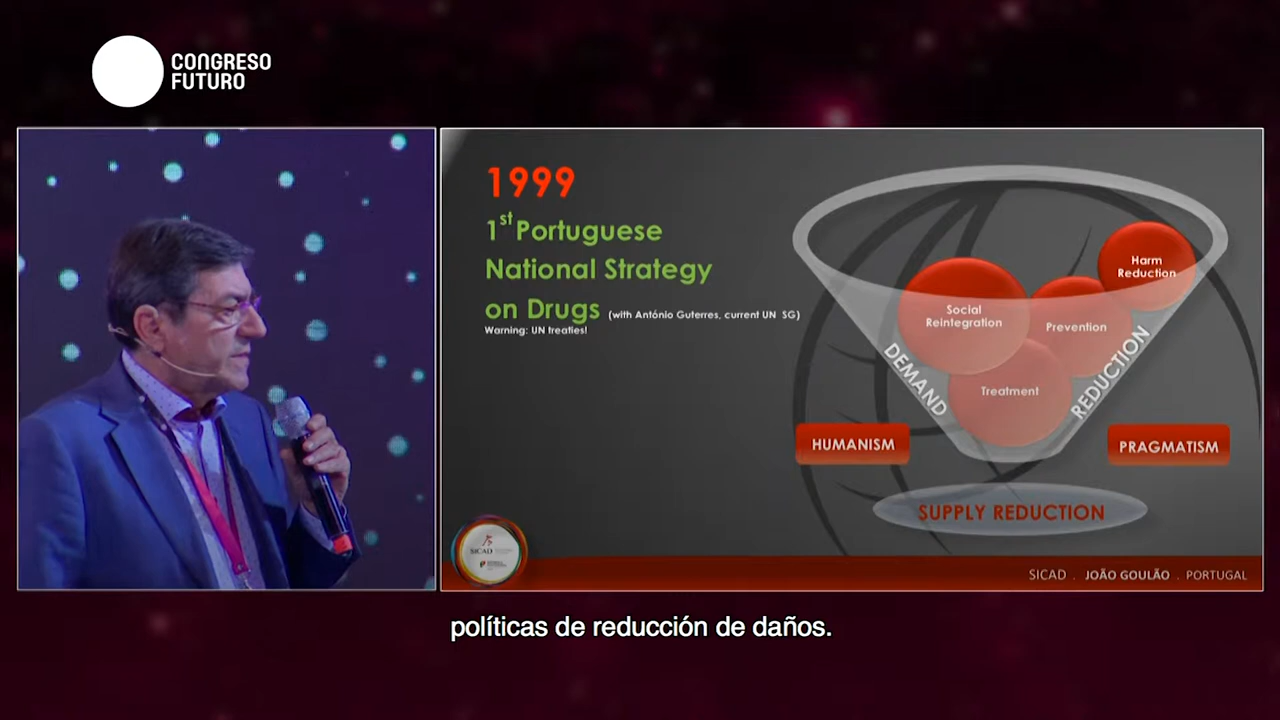 CONGRESO
FUTURO
1999
1st Portuguese
National Strategy
on Drugs (with António Guterres, current UN SG)
Warning: UN treaties!
Harm
Reduction
Social
Reintegration
Prevention
Treatment
DEMAND
REDUCTION
HUMANISM
PRAGMATISM
SUPPLY REDUCTION
SICAD
SICAD . JOÃO GOULÃO . PORTUGAL
políticas de reducción de daños.